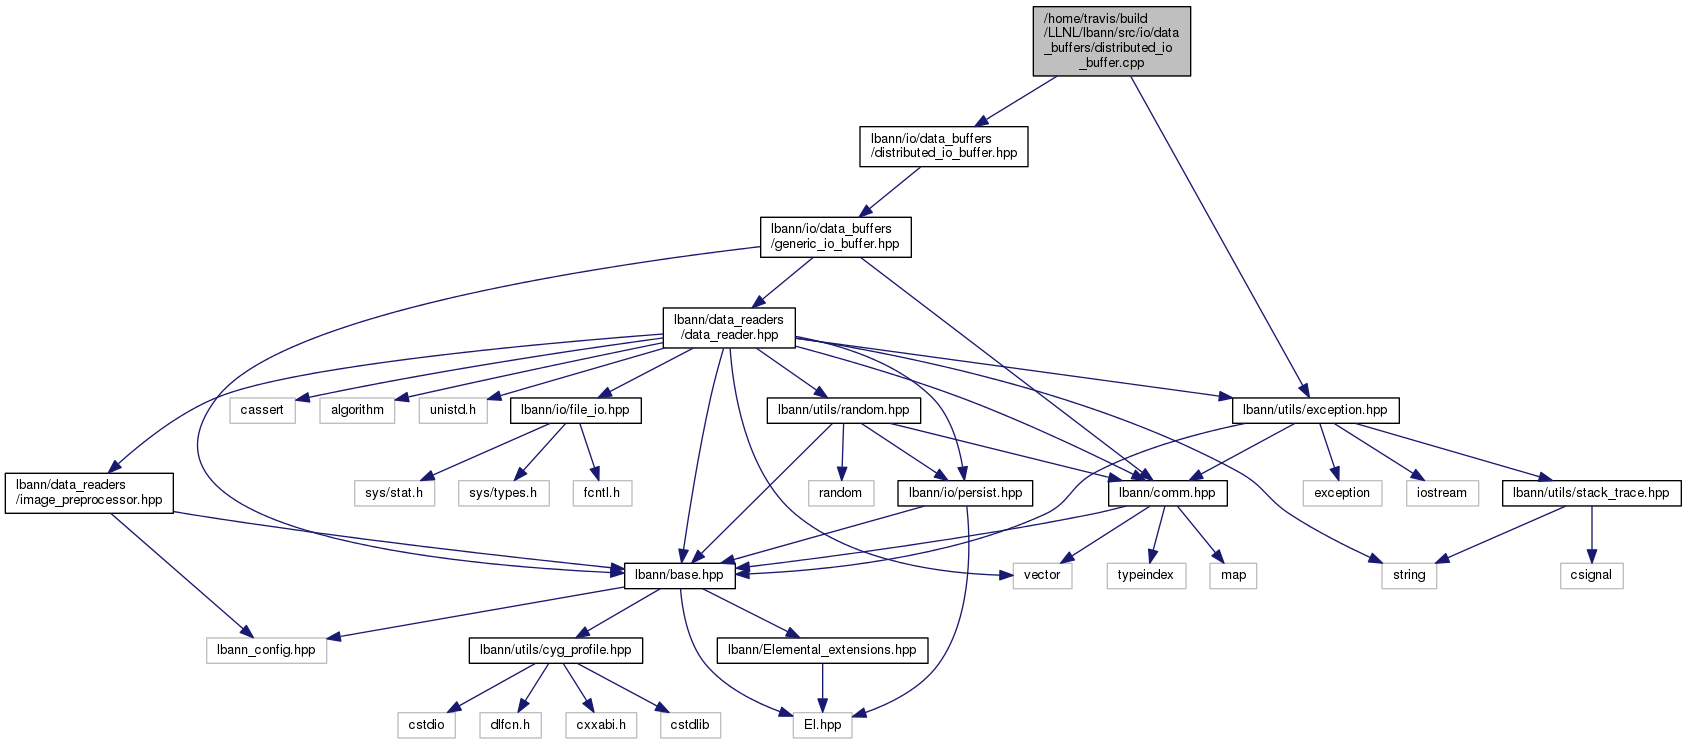 /home/travis/build
/LLNL/lbann/src/io/data
_buffers/distributed_io
_buffer.cpp
lbann/io/data_buffers
/distributed_io_buffer.hpp
lbann/io/data_buffers
/generic_io_buffer.hpp
lbann/data_readers
/data_reader.hpp
cassert
algorithm
unistd.h
lbann/io/file_io.hpp
lbann/utils/random.hpp
lbann/utils/exception.hpp
lbann/data_readers
/image_preprocessor.hpp
sys/stat.h
sys/types.h
fcntl.h
random
lbann/io/persist.hpp
lbann/comm.hpp
exception
iostream
lbann/utils/stack_trace.hpp
lbann/base.hpp
vector
typeindex
map
string
csignal
lbann_config.hpp
lbann/utils/cyg_profile.hpp
lbann/Elemental_extensions.hpp
cstdio
dlfcn.h
cxxabi.h
cstdlib
El.hpp